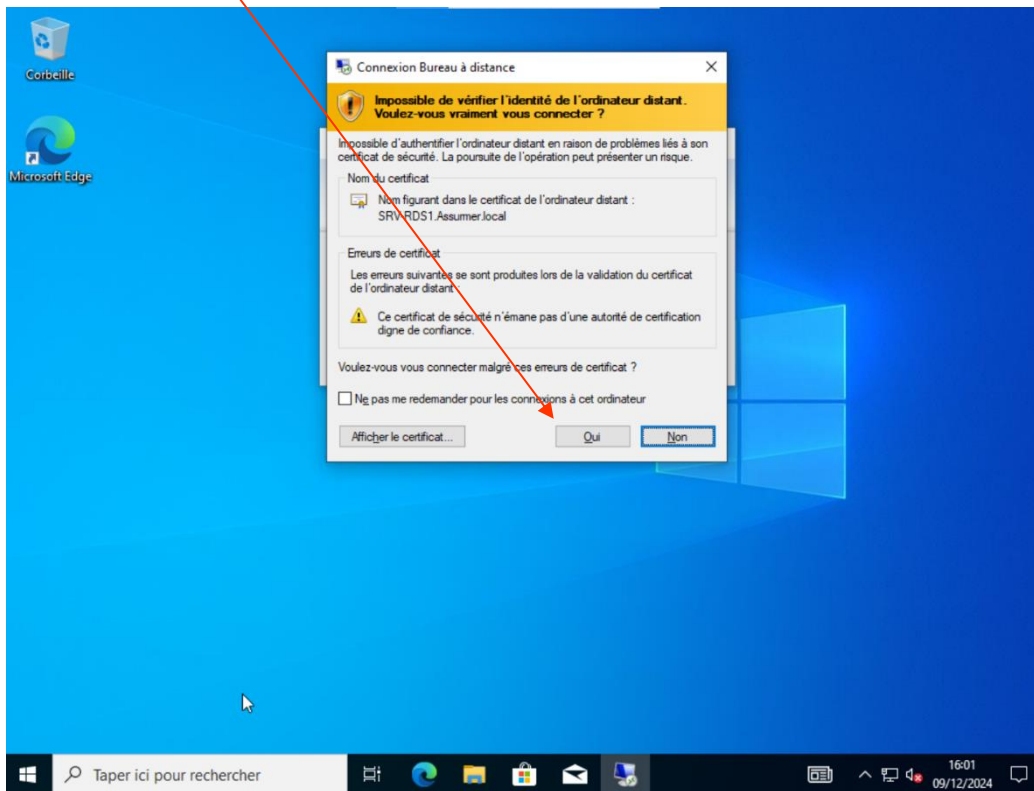 Corbeille
Microsoft Edge
Connexion Bureau à distance
Impossible de vérifier l'identité de l'ordinateur distant.
Voulez-vous vraiment vous connecter ?
Impossible d'authentifier l'ordinateur distant en raison de problèmes liés à son
certificat de sécurité. La poursuite de l'opération peut présenter un risque.
Nom du certificat
Nom figurant dans le certificat de l'ordinateur distant :
SRV-RDS1.Assurmer.local
Erreurs de certificat
Les erreurs suivantes se sont produites lors de la validation du certificat
de l'ordinateur distant :
Ce certificat de sécurité n'émane pas d'une autorité de certification
digne de confiance.
Voulez-vous vous connecter malgré ces erreurs de certificat ?
Ne pas me redemander pour les connexions à cet ordinateur
Afficher le certificat...
Oui
Non
Taper ici pour rechercher
16:01
09/12/2024